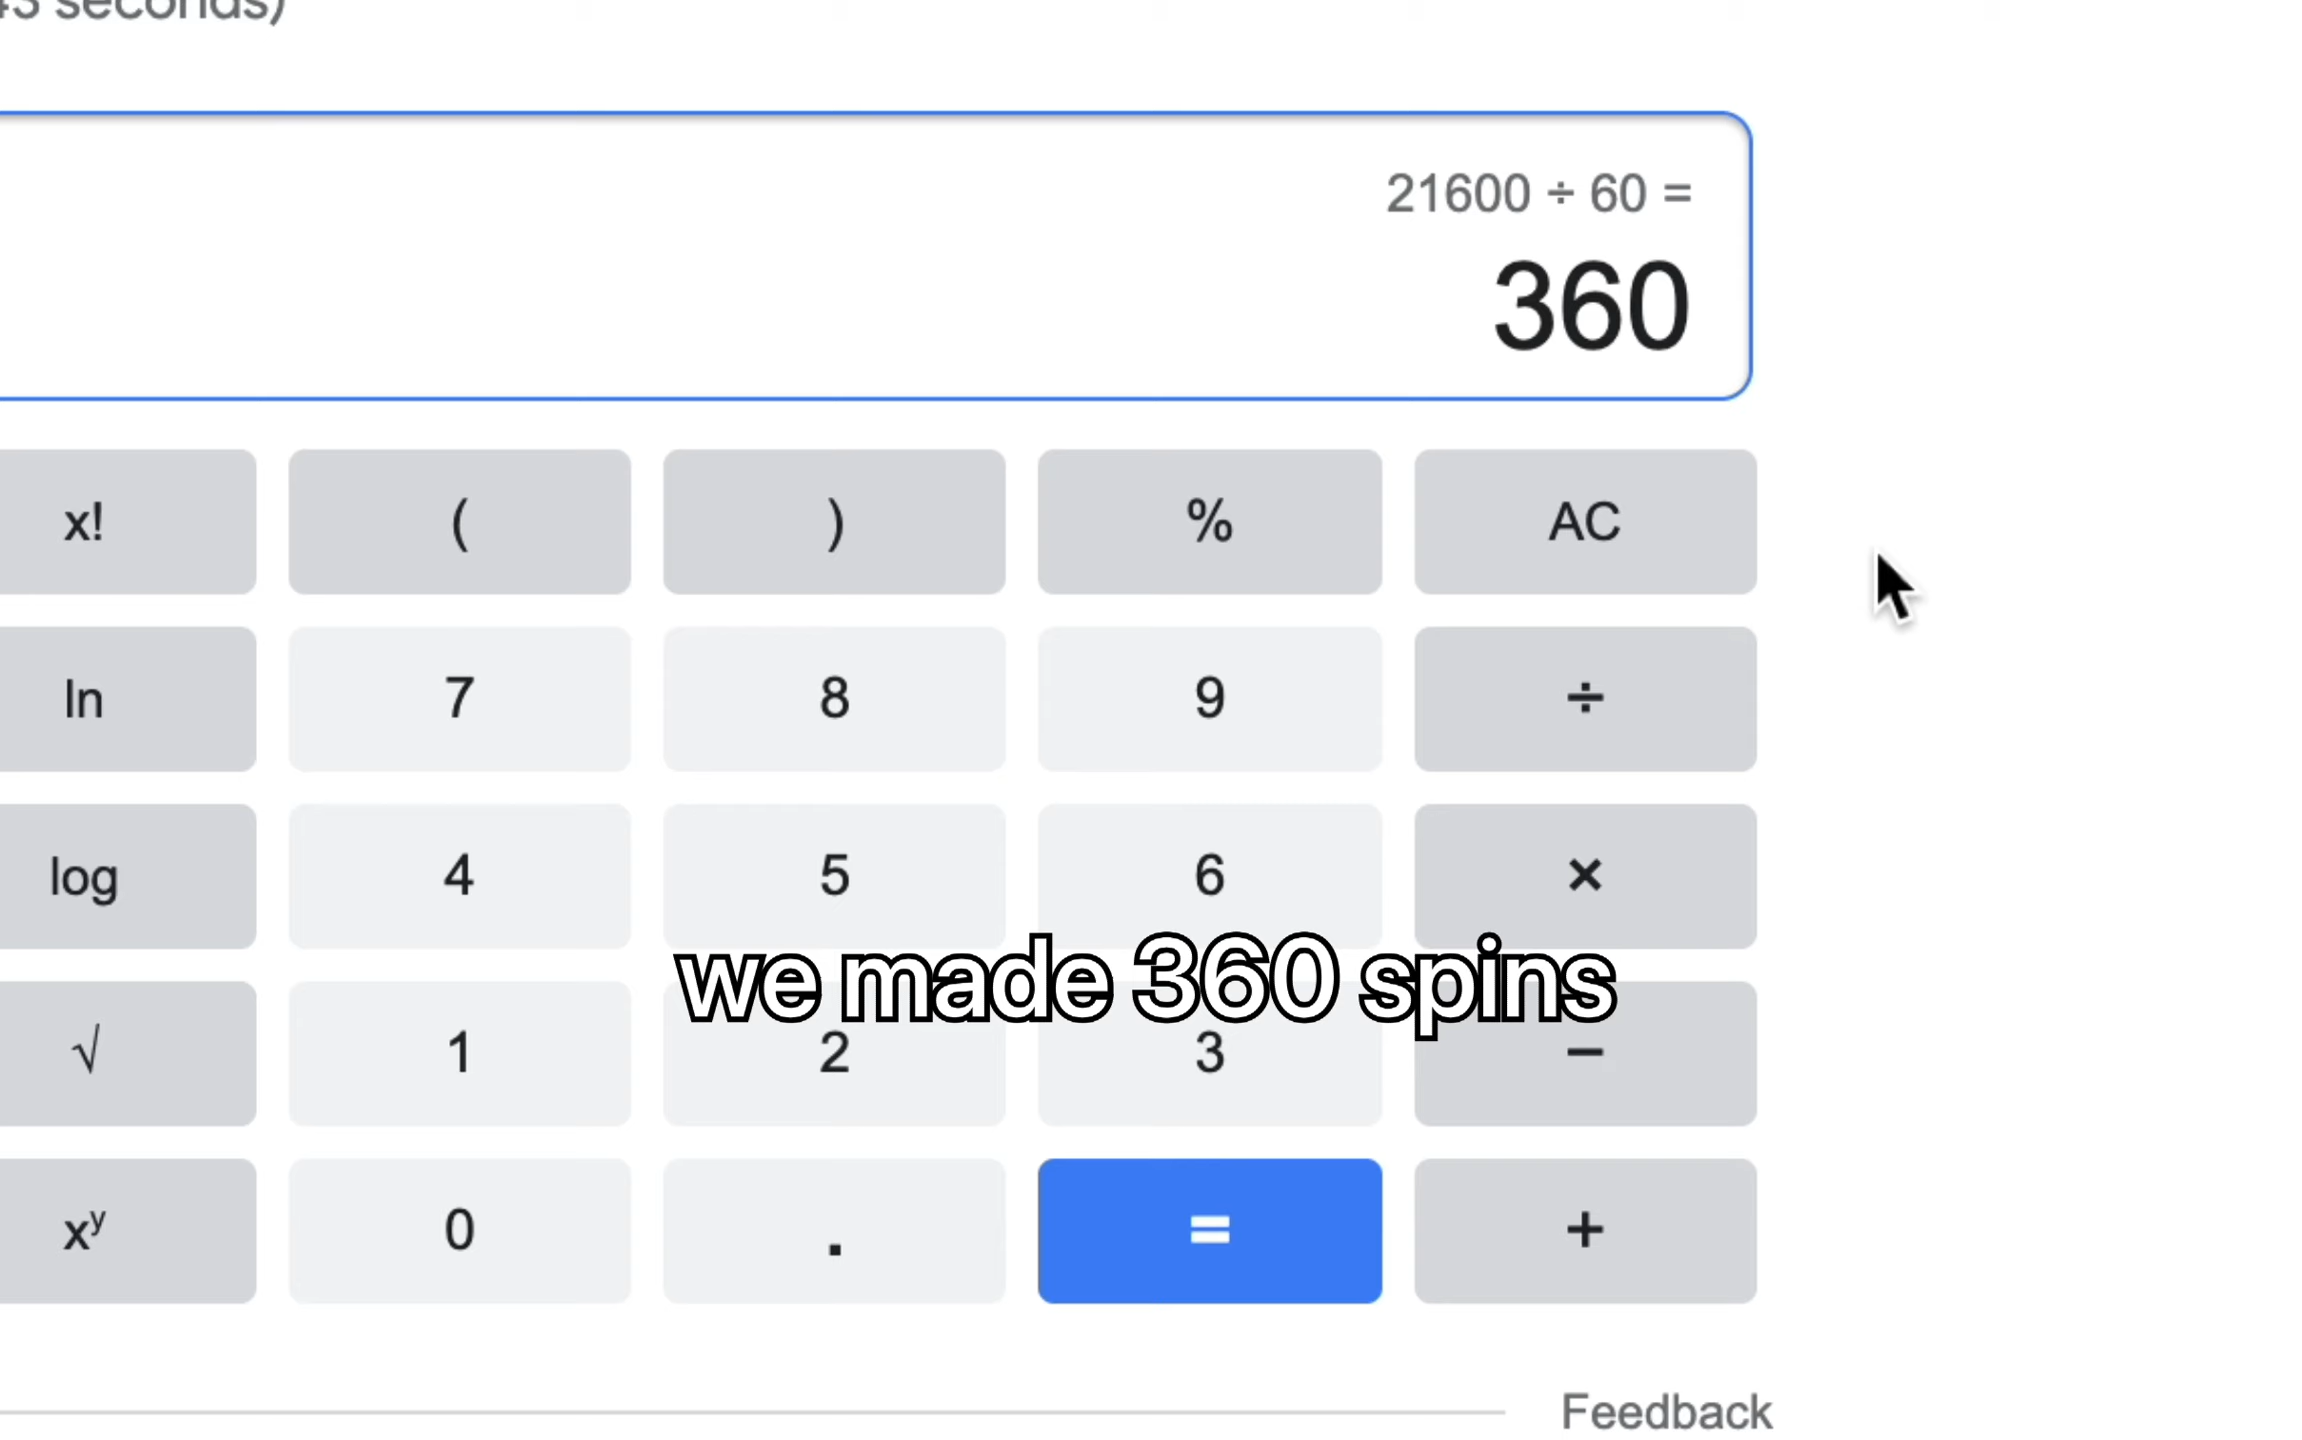 seconds)
21600 ÷ 60 =
360
x! ( ) % AC
ln 7 8 9 ÷
log 4 5 6 ×
we made 360 spins
√ 1 2 3 −
xʸ 0 . = +
Feedback